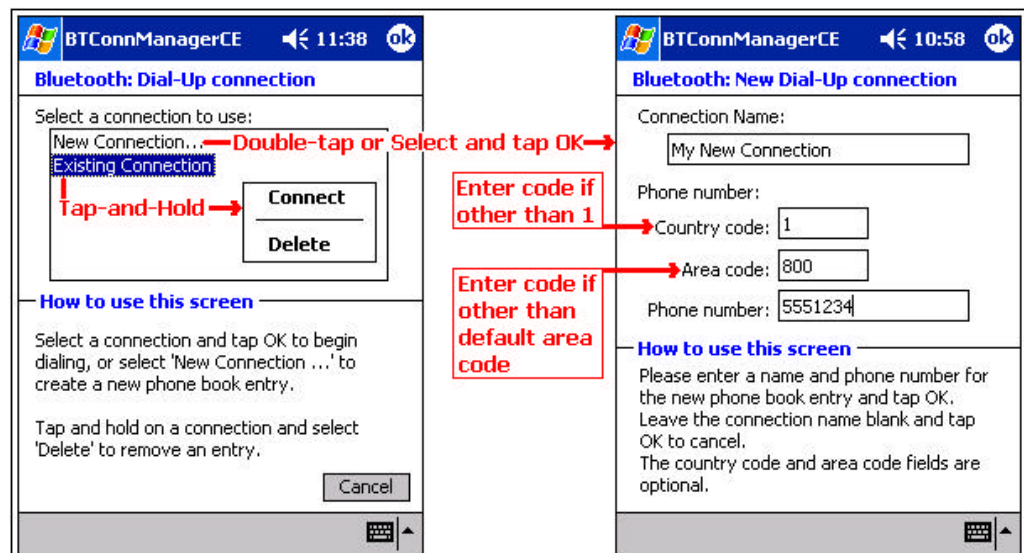 BTConnManagerCE 11:38 ok
Bluetooth: Dial-Up connection
Select a connection to use:
New Connection...
Existing Connection
Double-tap or Select and tap OK
Tap-and-Hold
Connect
Delete
How to use this screen
Select a connection and tap OK to begin
dialing, or select 'New Connection ...' to
create a new phone book entry.
Tap and hold on a connection and select
'Delete' to remove an entry.
Cancel
BTConnManagerCE 10:58 ok
Bluetooth: New Dial-Up connection
Connection Name:
My New Connection
Phone number:
Enter code if
other than 1
Country code: 1
Enter code if
other than
default area
code
Area code: 800
Phone number: 5551234
How to use this screen
Please enter a name and phone number for
the new phone book entry and tap OK.
Leave the connection name blank and tap
OK to cancel.
The country code and area code fields are
optional.